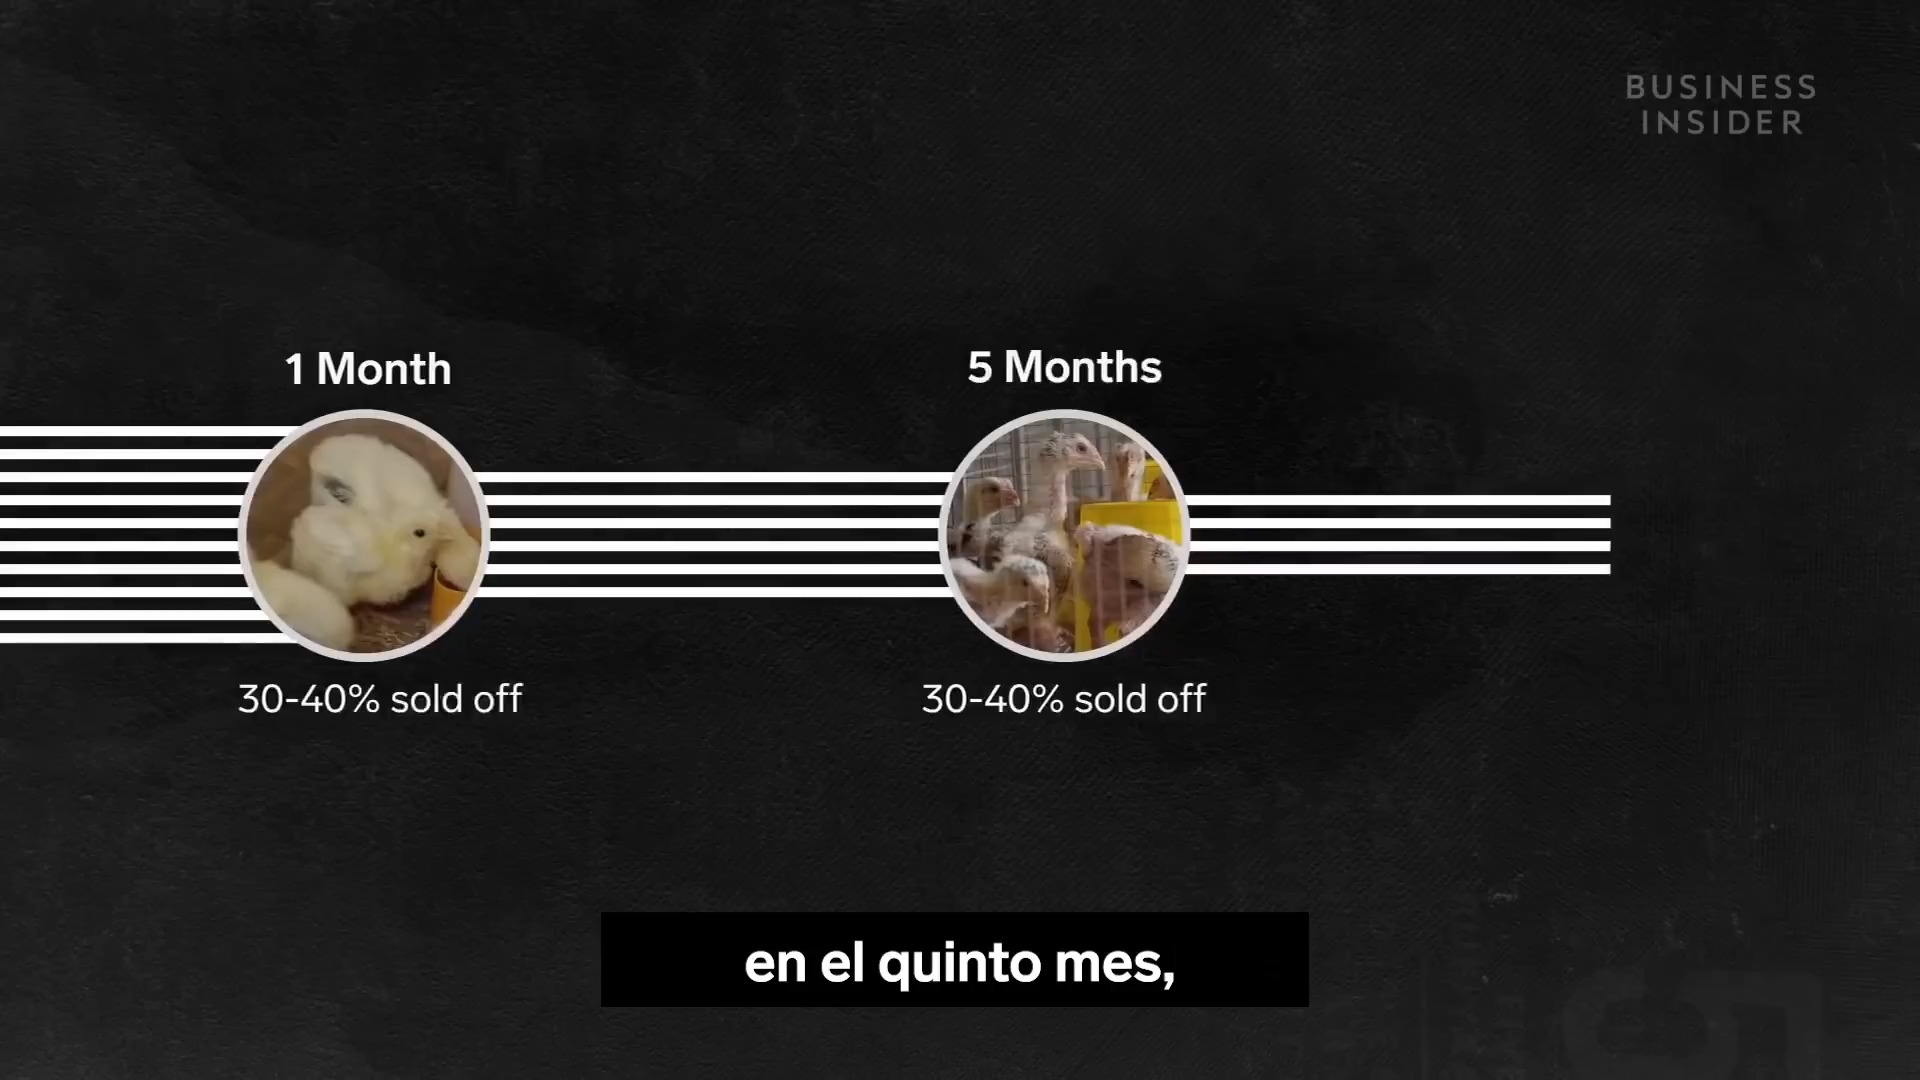 BUSINESS
INSIDER
1 Month
5 Months
30-40% sold off
30-40% sold off
en el quinto mes,